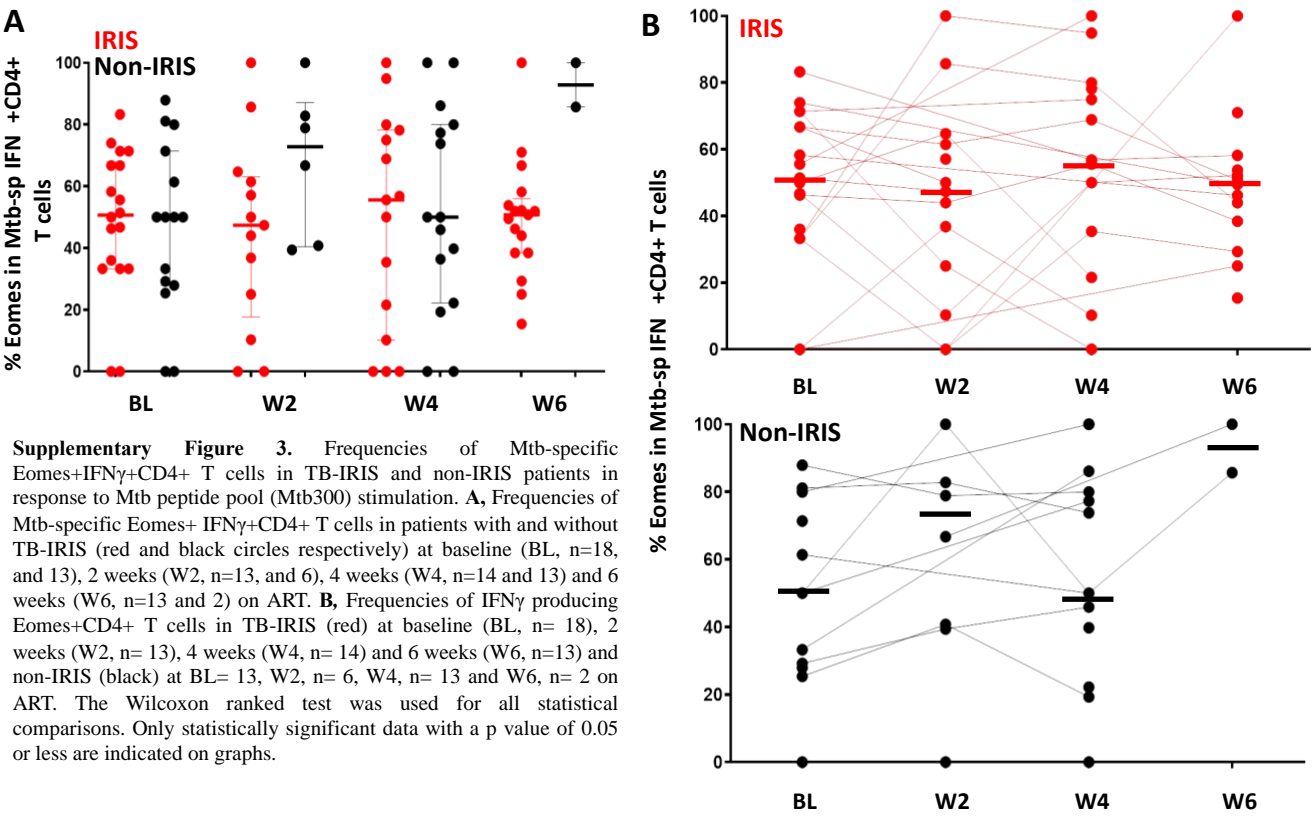 A
IRIS
Non-IRIS
% Eomes in Mtb-sp IFN +CD4+
T cells
100
80
60
40
20
0
BL W2 W4 W6
Supplementary Figure 3. Frequencies of Mtb-specific
Eomes+IFNγ+CD4+ T cells in TB-IRIS and non-IRIS patients in
response to Mtb peptide pool (Mtb300) stimulation. A, Frequencies of
Mtb-specific Eomes+ IFNγ+CD4+ T cells in patients with and without
TB-IRIS (red and black circles respectively) at baseline (BL, n=18,
and 13), 2 weeks (W2, n=13, and 6), 4 weeks (W4, n=14 and 13) and 6
weeks (W6, n=13 and 2) on ART. B, Frequencies of IFNγ producing
Eomes+CD4+ T cells in TB-IRIS (red) at baseline (BL, n= 18), 2
weeks (W2, n= 13), 4 weeks (W4, n= 14) and 6 weeks (W6, n=13) and
non-IRIS (black) at BL= 13, W2, n= 6, W4, n= 13 and W6, n= 2 on
ART. The Wilcoxon ranked test was used for all statistical
comparisons. Only statistically significant data with a p value of 0.05
or less are indicated on graphs.
B
% Eomes in Mtb-sp IFN +CD4+ T cells
IRIS
100
80
60
40
20
0
BL W2 W4 W6
Non-IRIS
100
80
60
40
20
0
BL W2 W4 W6